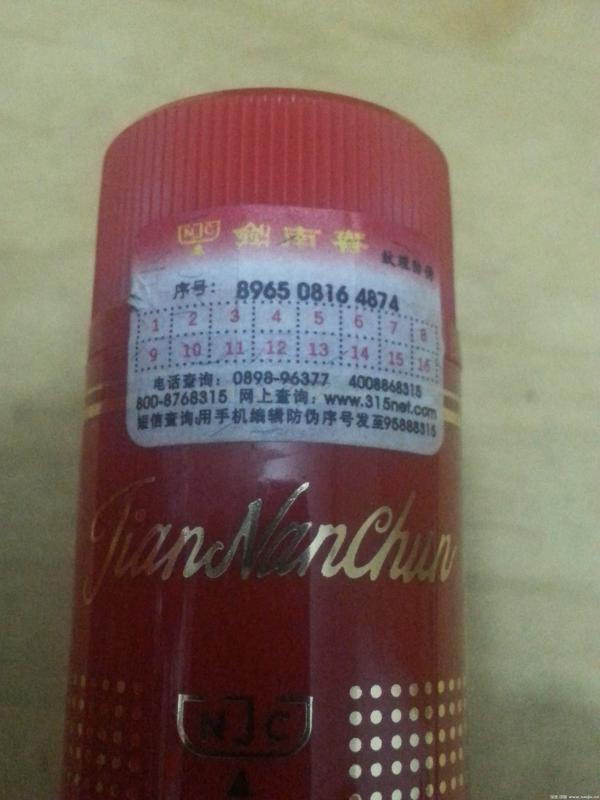 NJC 剑南春
纹理防伪
序号: 8965 0816 4874
1 2 3 4 5 6 7 8
9 10 11 12 13 14 15 16
电话查询: 0898-96377 4008868315
800-8768315 网上查询: www.315net.com
短信查询:用手机编辑防伪序号发至95888315
JianNanChun
NJC